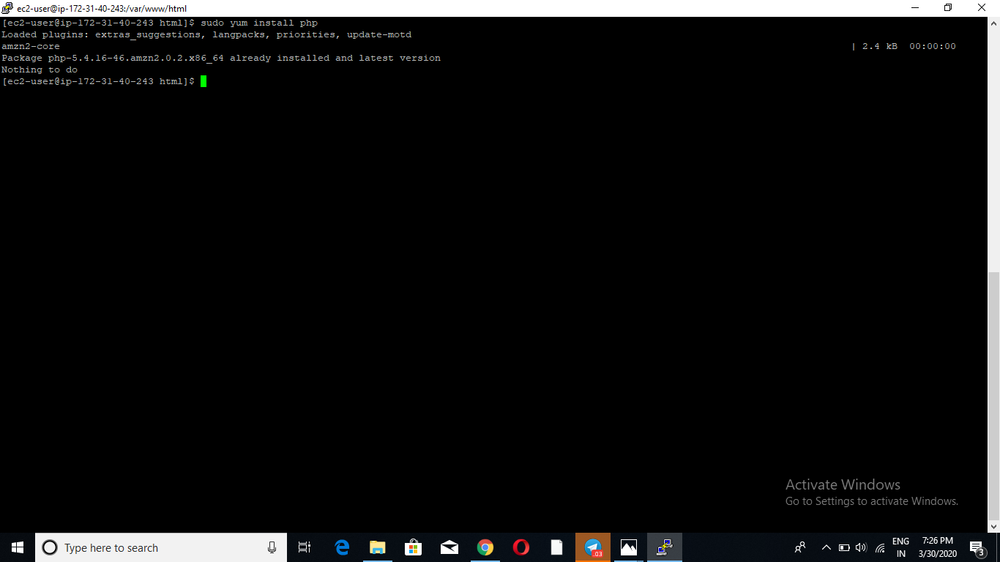 ec2-user@ip-172-31-40-243:/var/www/html
[ec2-user@ip-172-31-40-243 html]$ sudo yum install php
Loaded plugins: extras_suggestions, langpacks, priorities, update-motd
amzn2-core | 2.4 kB 00:00:00
Package php-5.4.16-46.amzn2.0.2.x86_64 already installed and latest version
Nothing to do
[ec2-user@ip-172-31-40-243 html]$
Activate Windows
Go to Settings to activate Windows.
Type here to search
.03
ENG
IN
7:26 PM
3/30/2020
3